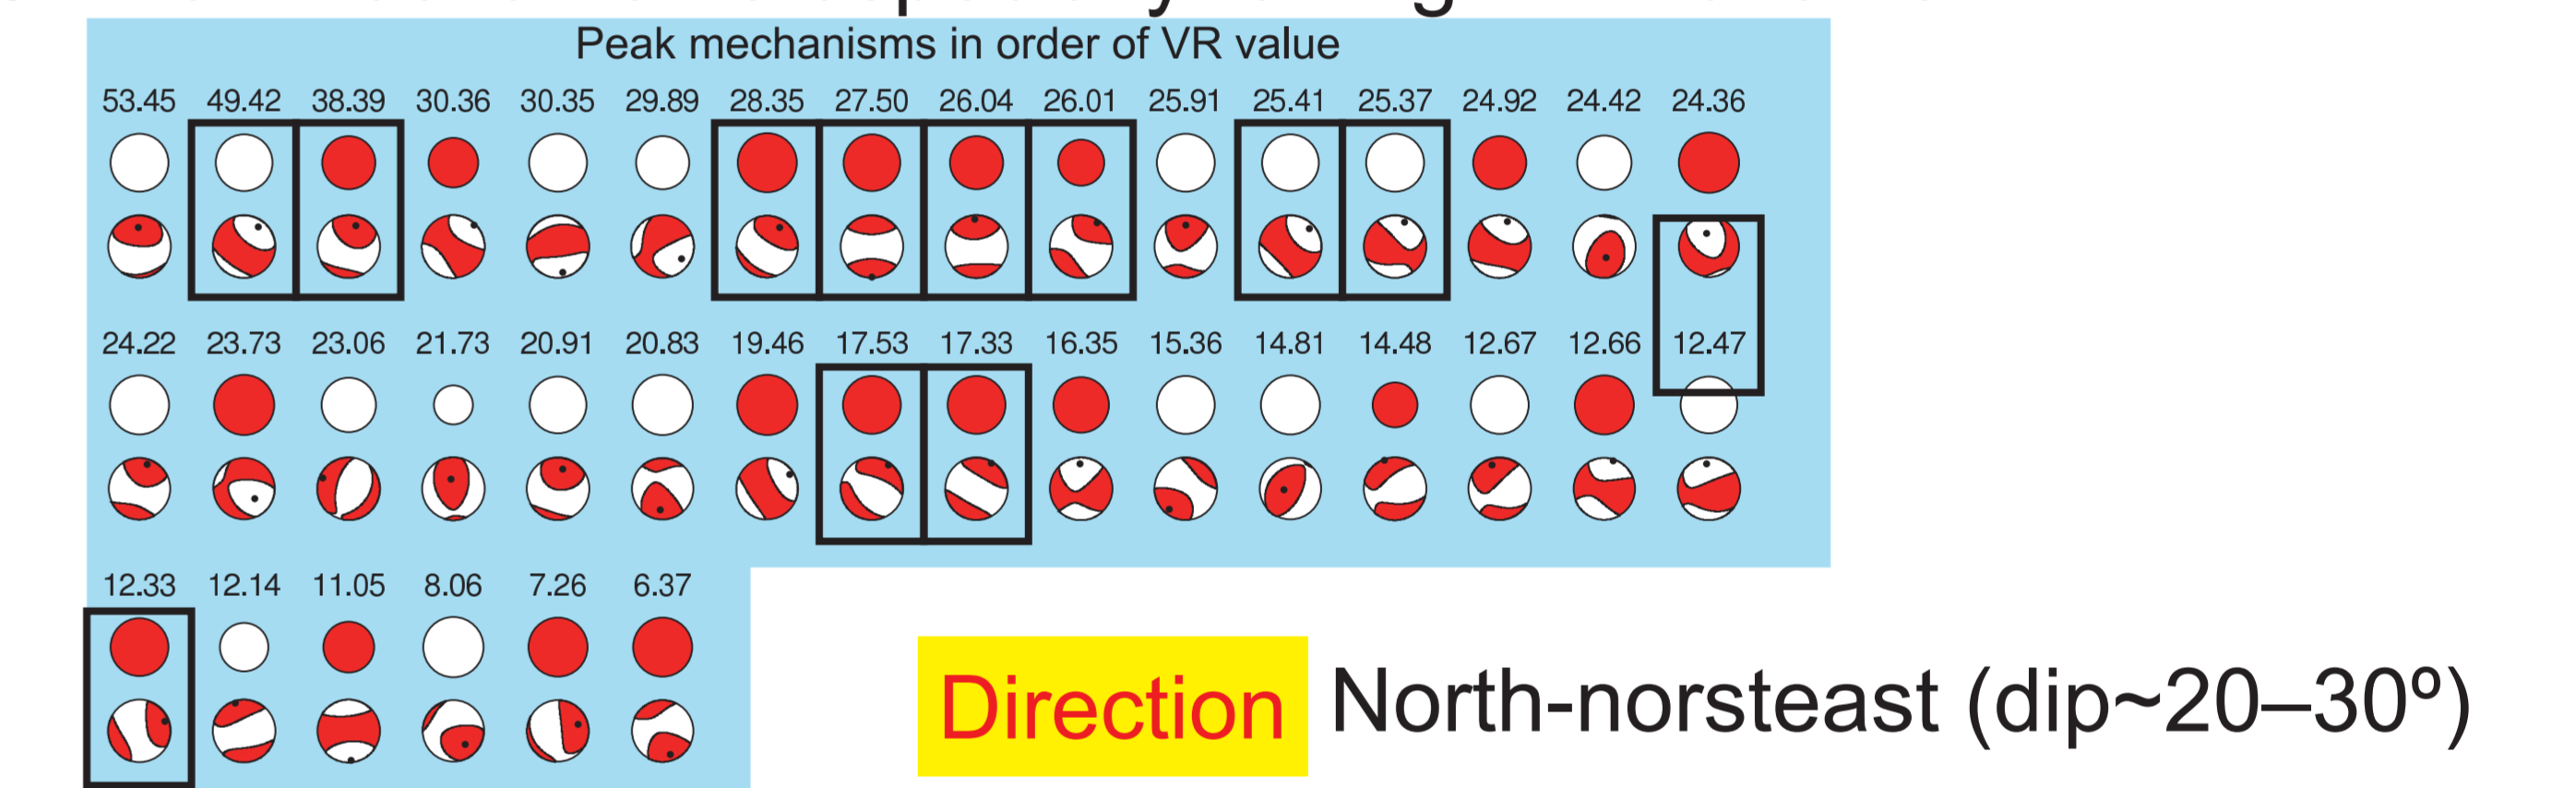 Peak mechanisms in order of VR value
53.45 49.42 38.39 30.36 30.35 29.89 28.35 27.50 26.04 26.01 25.91 25.41 25.37 24.92 24.42 24.36
24.22 23.73 23.06 21.73 20.91 20.83 19.46 17.53 17.33 16.35 15.36 14.81 14.48 12.67 12.66 12.47
12.33 12.14 11.05 8.06 7.26 6.37
Direction North-norsteast (dip~20–30º)